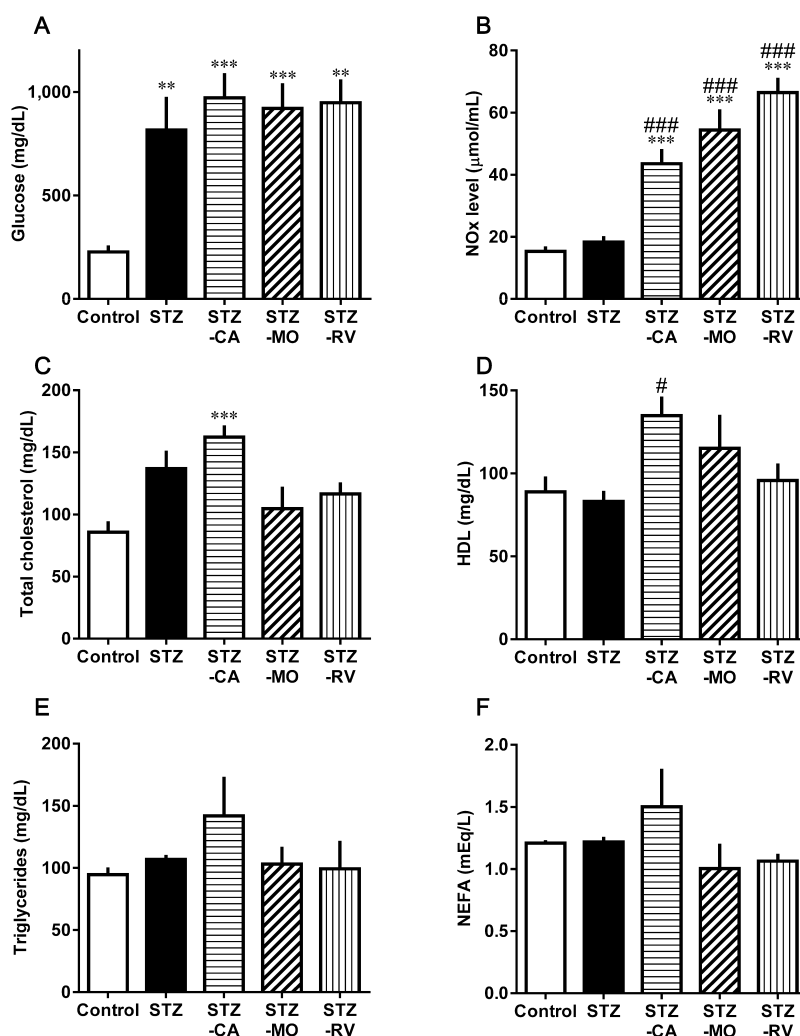 A
Glucose (mg/dL)
1,000
500
0
**
***
***
**
Control STZ STZ STZ STZ
-CA -MO -RV
B
NOx level (μmol/mL)
80
60
40
20
0
###
***
###
***
###
***
Control STZ STZ STZ STZ
-CA -MO -RV
C
Total cholesterol (mg/dL)
200
150
100
50
0
***
Control STZ STZ STZ STZ
-CA -MO -RV
D
HDL (mg/dL)
150
100
50
0
#
Control STZ STZ STZ STZ
-CA -MO -RV
E
Triglycerides (mg/dL)
200
150
100
50
0
Control STZ STZ STZ STZ
-CA -MO -RV
F
NEFA (mEq/L)
2.0
1.5
1.0
0.5
0.0
Control STZ STZ STZ STZ
-CA -MO -RV